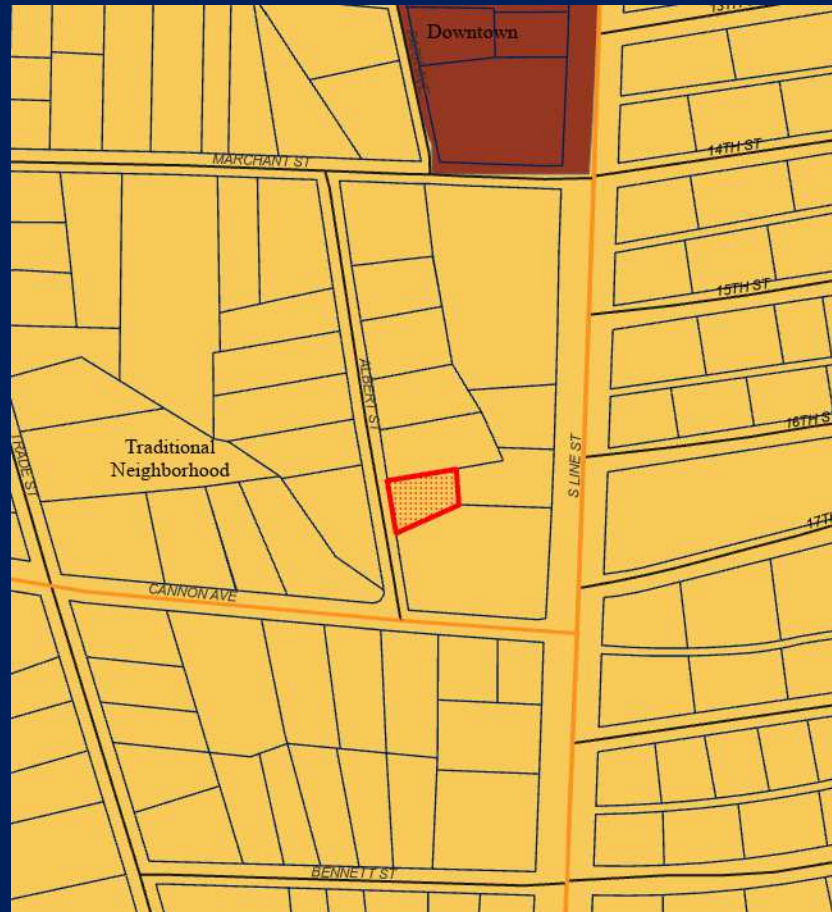 13TH ST
Downtown
MARCHANT ST
14TH ST
15TH ST
ALBERT ST
16TH S
Traditional
Neighborhood
TRADE ST
S LINE ST
17TH
CANNON AVE
BENNETT ST